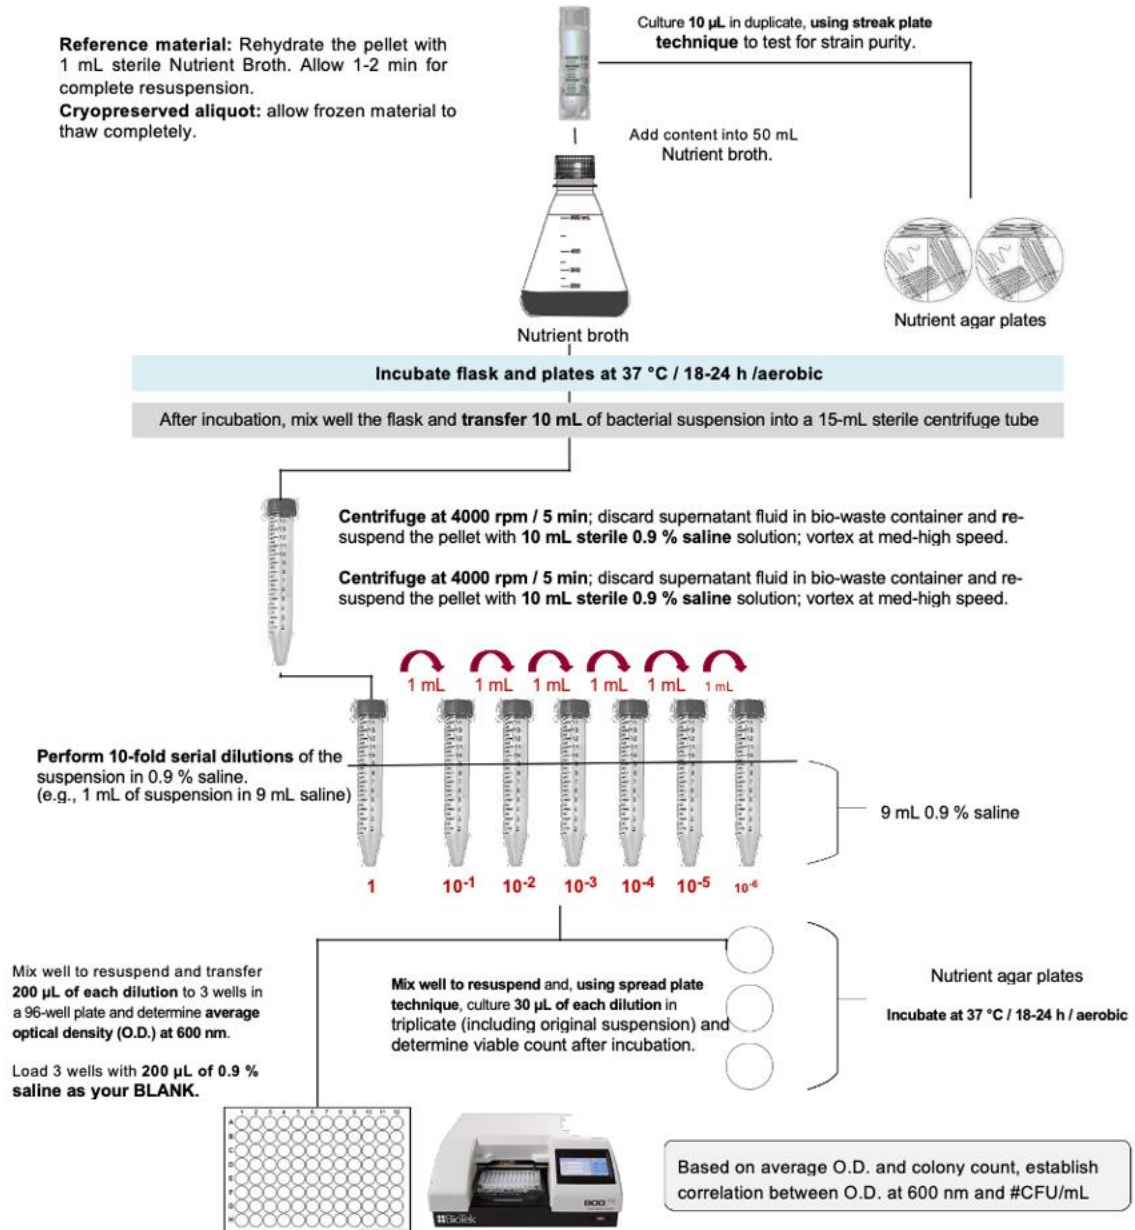 Reference material: Rehydrate the pellet with
1 mL sterile Nutrient Broth. Allow 1-2 min for
complete resuspension.
Cryopreserved aliquot: allow frozen material to
thaw completely.
Culture 10 µL in duplicate, using streak plate
technique to test for strain purity.
Add content into 50 mL
Nutrient broth.
Nutrient broth
Nutrient agar plates
Incubate flask and plates at 37 °C / 18-24 h /aerobic
After incubation, mix well the flask and transfer 10 mL of bacterial suspension into a 15-mL sterile centrifuge tube
Centrifuge at 4000 rpm / 5 min; discard supernatant fluid in bio-waste container and re-
suspend the pellet with 10 mL sterile 0.9 % saline solution; vortex at med-high speed.
Centrifuge at 4000 rpm / 5 min; discard supernatant fluid in bio-waste container and re-
suspend the pellet with 10 mL sterile 0.9 % saline solution; vortex at med-high speed.
1 mL 1 mL 1 mL 1 mL 1 mL 1 mL
Perform 10-fold serial dilutions of the
suspension in 0.9 % saline.
(e.g., 1 mL of suspension in 9 mL saline)
9 mL 0.9 % saline
1 10⁻¹ 10⁻² 10⁻³ 10⁻⁴ 10⁻⁵ 10⁻⁶
Mix well to resuspend and transfer
200 µL of each dilution to 3 wells in
a 96-well plate and determine average
optical density (O.D.) at 600 nm.
Load 3 wells with 200 µL of 0.9 %
saline as your BLANK.
Mix well to resuspend and, using spread plate
technique, culture 30 µL of each dilution in
triplicate (including original suspension) and
determine viable count after incubation.
Nutrient agar plates
Incubate at 37 °C / 18-24 h / aerobic
1 2 3 4 5 6 7 8 9 10 11 12
A
B
C
D
E
F
G
H
800
BioTek
Based on average O.D. and colony count, establish
correlation between O.D. at 600 nm and #CFU/mL